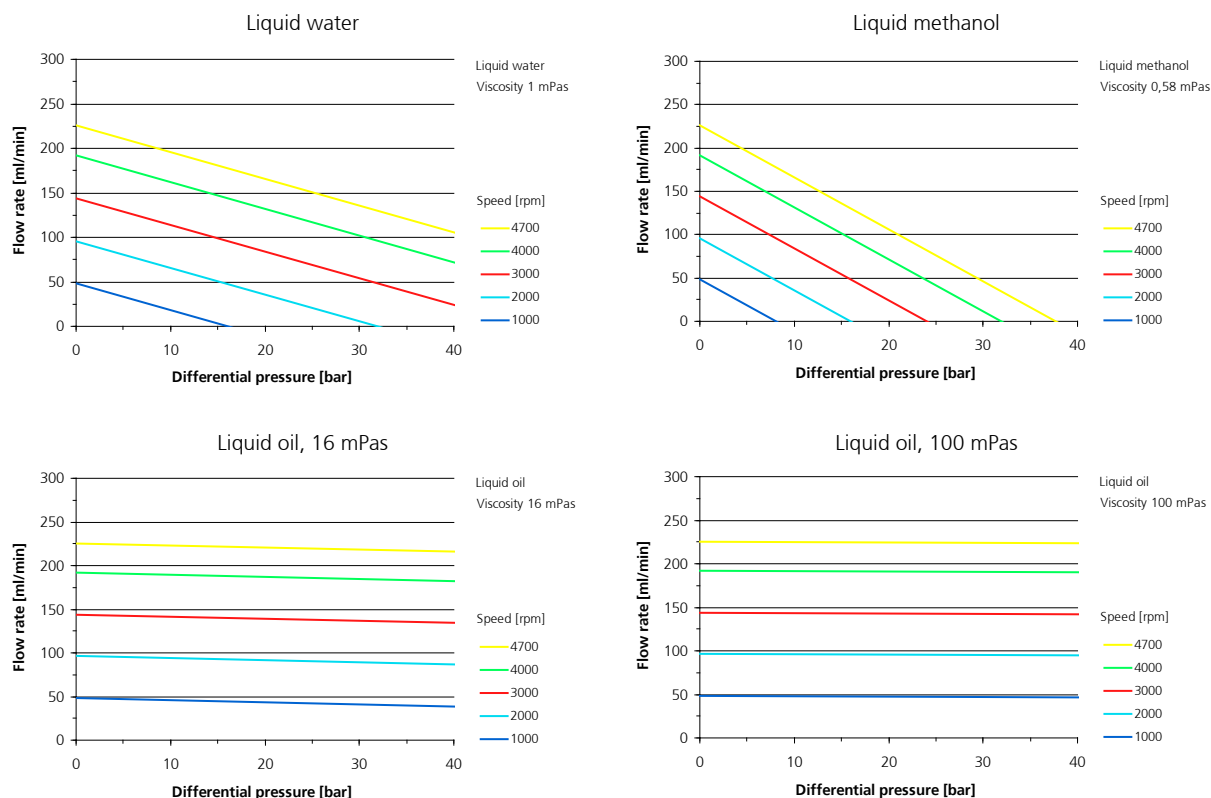 Liquid water
300
250
200
150
100
50
0
Flow rate [ml/min]
0 10 20 30 40
Differential pressure [bar]
Liquid water
Viscosity 1 mPas
Speed [rpm]
4700
4000
3000
2000
1000
Liquid methanol
300
250
200
150
100
50
0
Flow rate [ml/min]
0 10 20 30 40
Differential pressure [bar]
Liquid methanol
Viscosity 0,58 mPas
Speed [rpm]
4700
4000
3000
2000
1000
Liquid oil, 16 mPas
300
250
200
150
100
50
0
Flow rate [ml/min]
0 10 20 30 40
Differential pressure [bar]
Liquid oil
Viscosity 16 mPas
Speed [rpm]
4700
4000
3000
2000
1000
Liquid oil, 100 mPas
300
250
200
150
100
50
0
Flow rate [ml/min]
0 10 20 30 40
Differential pressure [bar]
Liquid oil
Viscosity 100 mPas
Speed [rpm]
4700
4000
3000
2000
1000